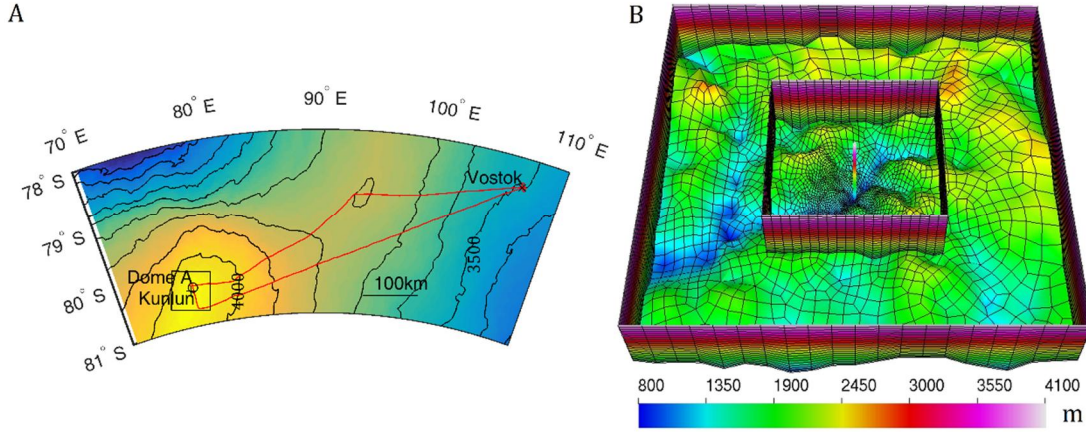 A
70° E
80° E
90° E
100° E
110° E
78° S
79° S
80° S
81° S
Vostok
Dome A
Kunlun
4000
3500
100km
B
800 1350 1900 2450 3000 3550 4100
m